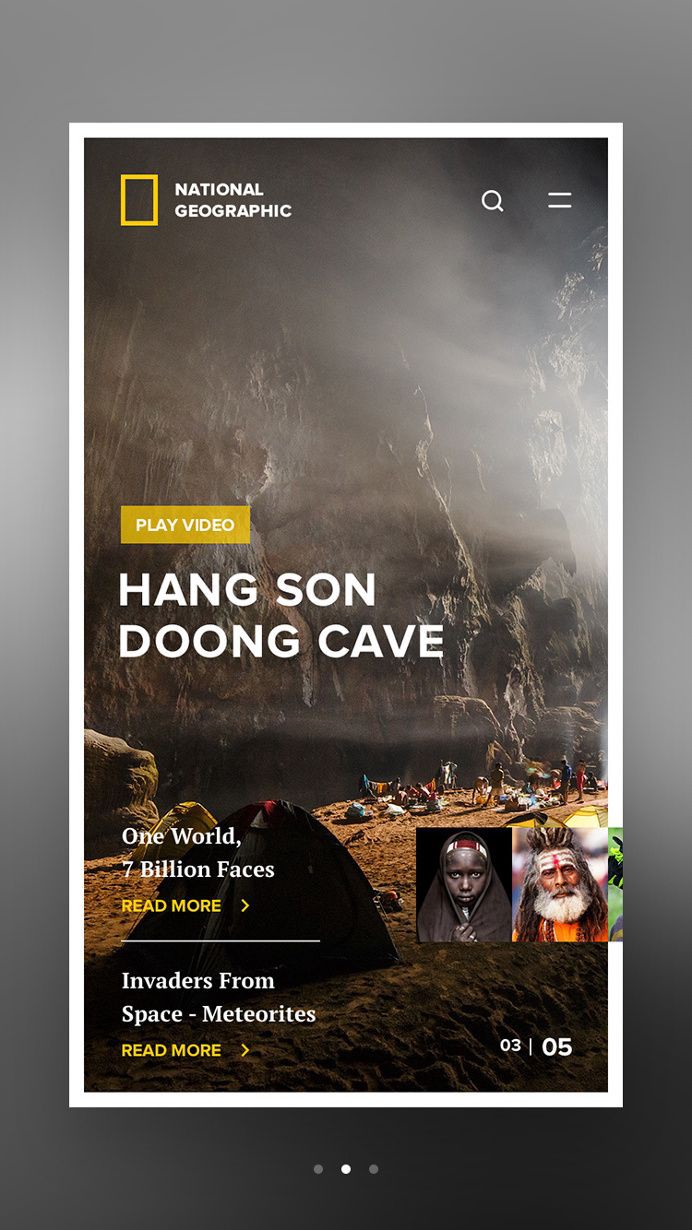 NATIONAL
GEOGRAPHIC
PLAY VIDEO
HANG SON
DOONG CAVE
One World,
7 Billion Faces
READ MORE
Invaders From
Space - Meteorites
READ MORE
03 | 05